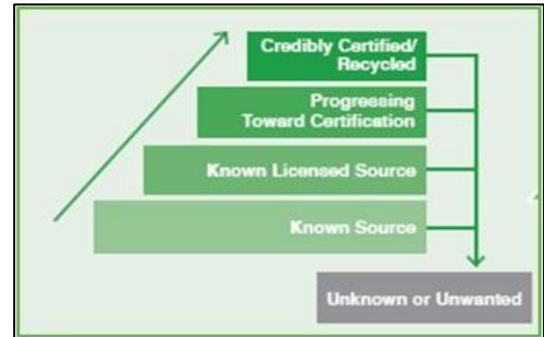 Credibly Certified/
Recycled
Progressing
Toward Certification
Known Licensed Source
Known Source
Unknown or Unwanted